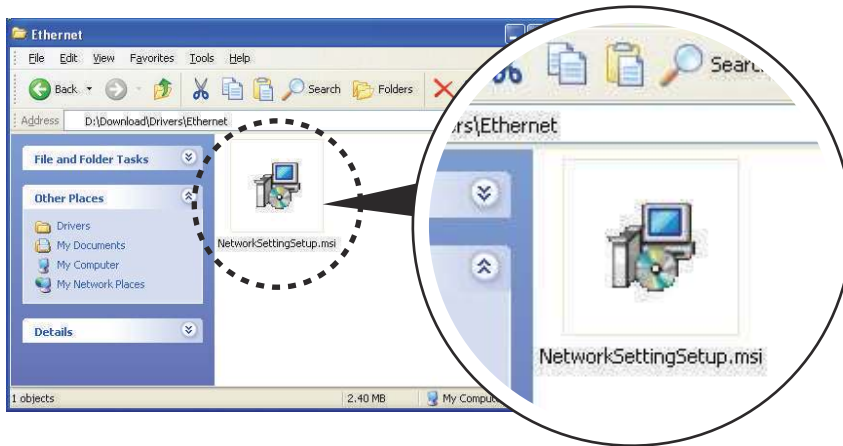 Ethernet
File Edit View Favorites Tools Help
Back Search Folders
Address D:\Download\Drivers\Ethernet
File and Folder Tasks
Other Places
Drivers
My Documents
My Computer
My Network Places
Details
NetworkSettingSetup.msi
1 objects 2.40 MB My Compu
Sear
rs\Ethernet
NetworkSettingSetup.msi